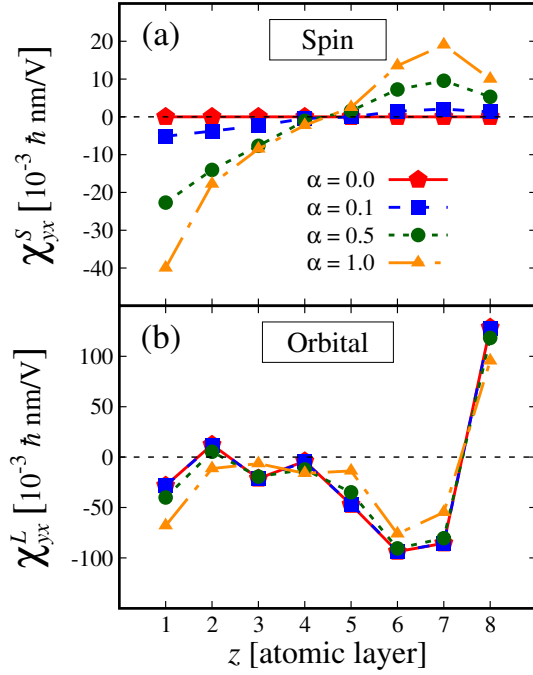 (a) Spin
20
10
0
-10
-20
-30
-40
χ^S_yx [10^-3 ħ nm/V]
α = 0.0
α = 0.1
α = 0.5
α = 1.0
(b) Orbital
100
50
0
-50
-100
χ^L_yx [10^-3 ħ nm/V]
1 2 3 4 5 6 7 8
z [atomic layer]